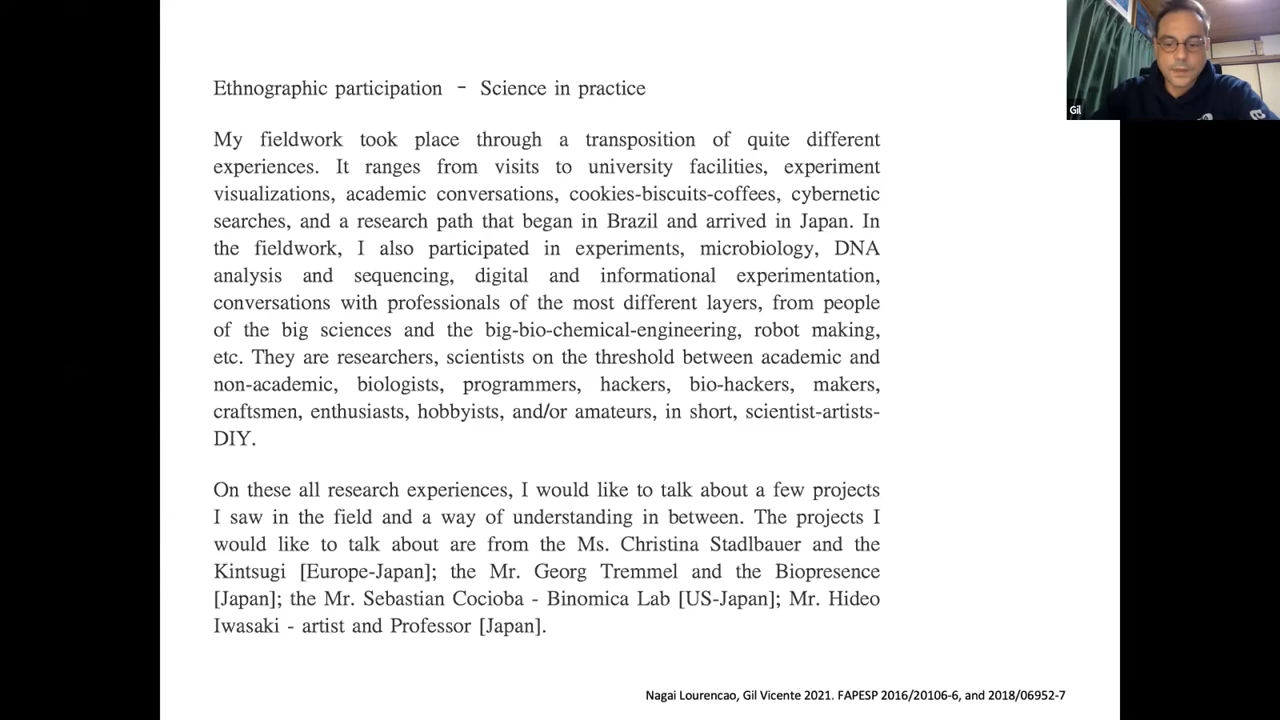 Ethnographic participation - Science in practice
My fieldwork took place through a transposition of quite different
experiences. It ranges from visits to university facilities, experiment
visualizations, academic conversations, cookies-biscuits-coffees, cybernetic
searches, and a research path that began in Brazil and arrived in Japan. In
the fieldwork, I also participated in experiments, microbiology, DNA
analysis and sequencing, digital and informational experimentation,
conversations with professionals of the most different layers, from people
of the big sciences and the big-bio-chemical-engineering, robot making,
etc. They are researchers, scientists on the threshold between academic and
non-academic, biologists, programmers, hackers, bio-hackers, makers,
craftsmen, enthusiasts, hobbyists, and/or amateurs, in short, scientist-artists-
DIY.
On these all research experiences, I would like to talk about a few projects
I saw in the field and a way of understanding in between. The projects I
would like to talk about are from the Ms. Christina Stadlbauer and the
Kintsugi [Europe-Japan]; the Mr. Georg Tremmel and the Biopresence
[Japan]; the Mr. Sebastian Cocioba - Binomica Lab [US-Japan]; Mr. Hideo
Iwasaki - artist and Professor [Japan].
Nagai Lourencao, Gil Vicente 2021. FAPESP 2016/20106-6, and 2018/06952-7
Gil